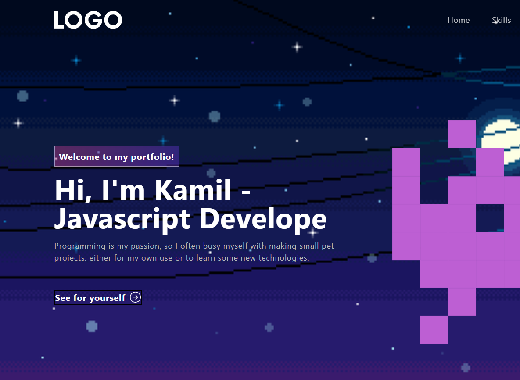 LOGO
Home Skills
Welcome to my portfolio!
Hi, I'm Kamil -
Javascript Develope
Programming is my passion, so I often busy myself with making small pet
projects, either for my own use or to learn some new technologies.
See for yourself